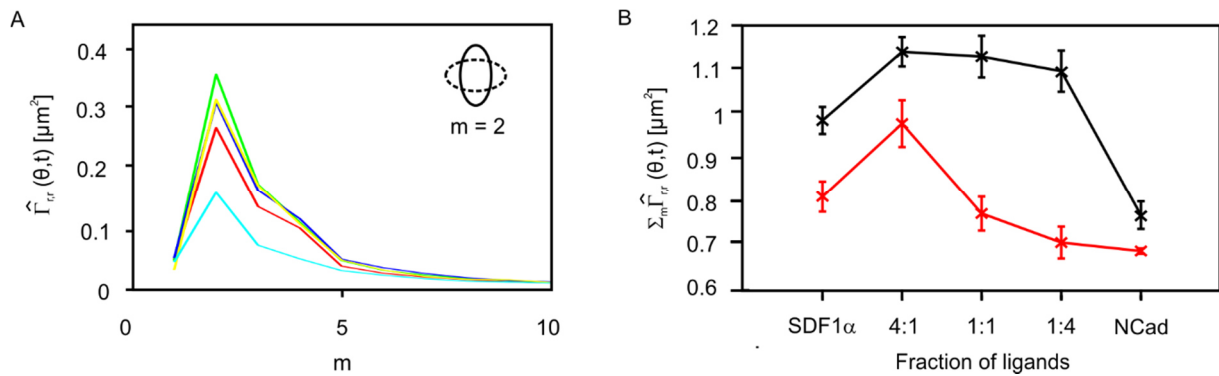 A
0.4
0.3
0.2
0.1
0
Γ̂r,r (θ,t) [μm²]
m = 2
0
5
10
m
B
1.2
1.1
1
0.9
0.8
0.7
0.6
ΣmΓ̂r,r (θ,t) [μm²]
SDF1α
4:1
1:1
1:4
NCad
Fraction of ligands